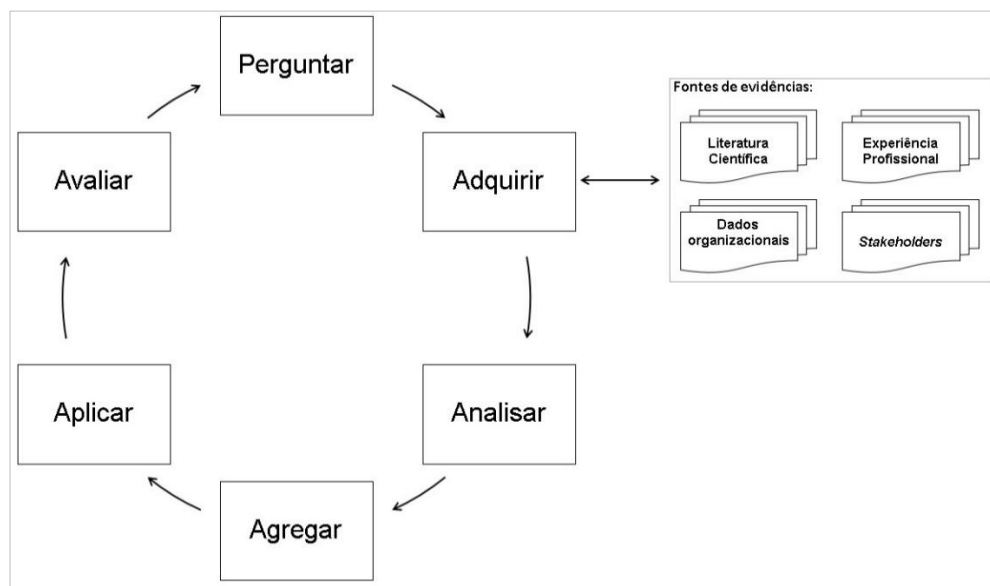 Perguntar
Fontes de evidências:
Literatura
Científica
Experiência
Profissional
Avaliar
Adquirir
Dados
organizacionais
Stakeholders
Aplicar
Analisar
Agregar